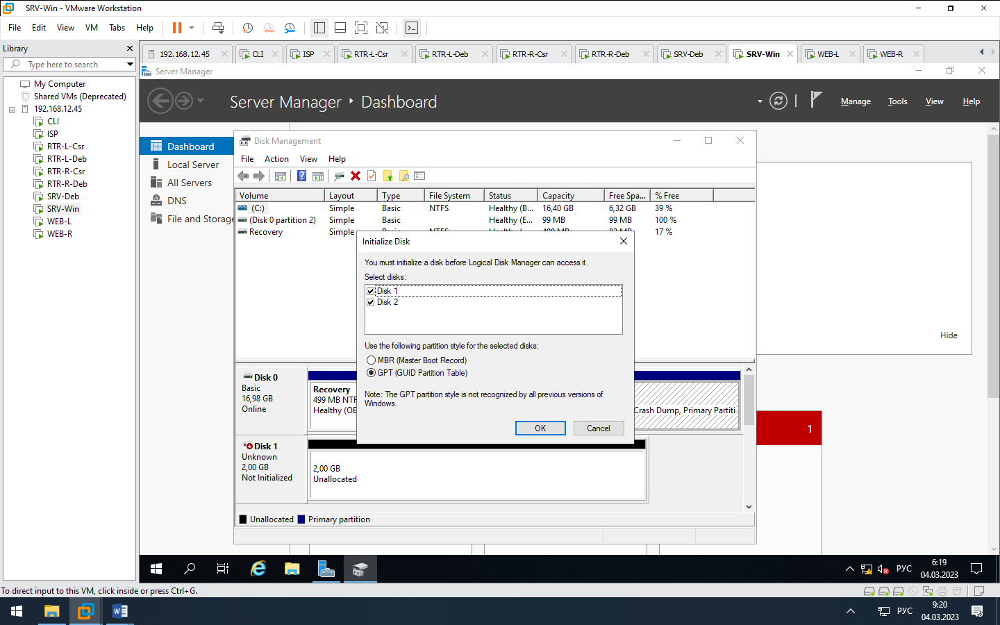 SRV-Win - VMware Workstation
File Edit View VM Tabs Help
Library
Type here to search
My Computer
Shared VMs (Deprecated)
192.168.12.45
CLI
ISP
RTR-L-Csr
RTR-L-Deb
RTR-R-Csr
RTR-R-Deb
SRV-Deb
SRV-Win
WEB-L
WEB-R
192.168.12.45 CLI ISP RTR-L-Csr RTR-L-Deb RTR-R-Csr RTR-R-Deb SRV-Deb SRV-Win WEB-L WEB-R
Server Manager
Server Manager Dashboard
Manage Tools View Help
Dashboard
Local Server
All Servers
DNS
File and Storage
Hide
1
Disk Management
File Action View Help
Volume Layout Type File System Status Capacity Free Spa... % Free
(C:) Simple Basic NTFS Healthy (B... 16,40 GB 6,32 GB 39 %
(Disk 0 partition 2) Simple Basic Healthy (E... 99 MB 99 MB 100 %
Recovery Simple 17 %
Initialize Disk
You must initialize a disk before Logical Disk Manager can access it.
Select disks:
Disk 1
Disk 2
Use the following partition style for the selected disks:
MBR (Master Boot Record)
GPT (GUID Partition Table)
Note: The GPT partition style is not recognized by all previous versions of
Windows.
OK Cancel
Disk 0
Basic
16,98 GB
Online
Recovery
499 MB NTF
Healthy (OE
Crash Dump, Primary Partiti
Disk 1
Unknown
2,00 GB
Not Initialized
2,00 GB
Unallocated
Unallocated Primary partition
РУС
6:19
04.03.2023
To direct input to this VM, click inside or press Ctrl+G.
РУС
9:20
04.03.2023